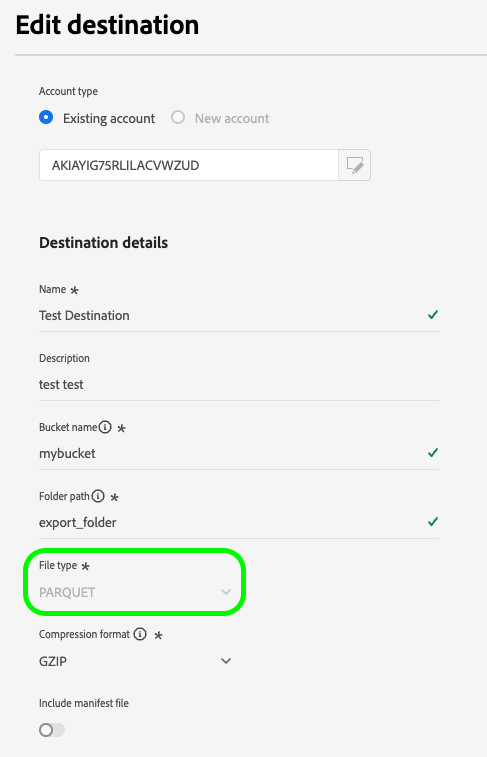 Edit destination
Account type
Existing account New account
AKIAYIG75RLILACVWZUD
Destination details
Name *
Test Destination
Description
test test
Bucket name *
mybucket
Folder path *
export_folder
File type *
PARQUET
Compression format *
GZIP
Include manifest file